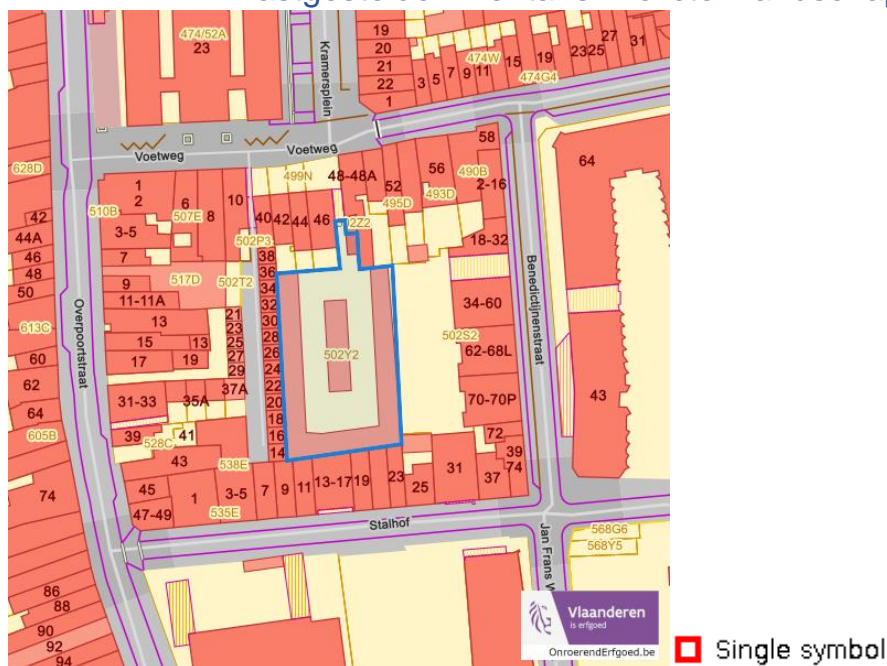 474/52A
23
Kramersplein
19
20
21
22
1
3 5 7 9 11 15 19 23 25 27 31
474W
474G4
Voetweg
Voetweg
628D
42
44A
46
48
50
613C
60
62
64
605B
74
86
88
90
92
94
Overpoortstraat
1
2
510B
3-5
7
6
507E
8
10
499N
48-48A
52
495D
56
493D
490B
58
2-16
18-32
40 42 44 46
502Z2
502P3
38
36
34
32
30
28
26
24
22
20
18
16
14
517D
502T2
9
11-11A
13
15
13
17
19
21
23
25
27
29
37A
31-33
35A
39
528C
41
43
538E
45
47-49
1
3-5
535E
7
9
11
13-17
19
23
25
31
37
502Y2
502S2
34-60
62-68L
70-70P
72
39
74
Benedictijnenstraat
64
43
Stalhof
Jan Frans
568G6
568Y5
Vlaanderen
is erfgoed
OnroerendErfgoed.be
Single symbol